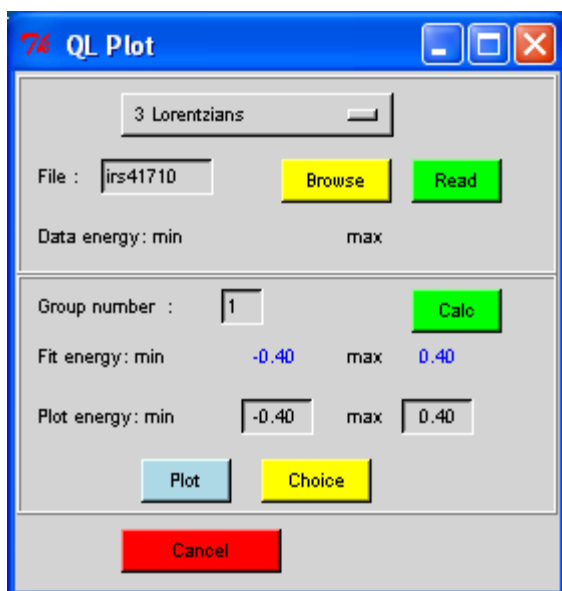 7k QL Plot
3 Lorentzians
File : irs41710 Browse Read
Data energy: min max
Group number : 1 Calc
Fit energy: min -0.40 max 0.40
Plot energy: min -0.40 max 0.40
Plot Choice
Cancel